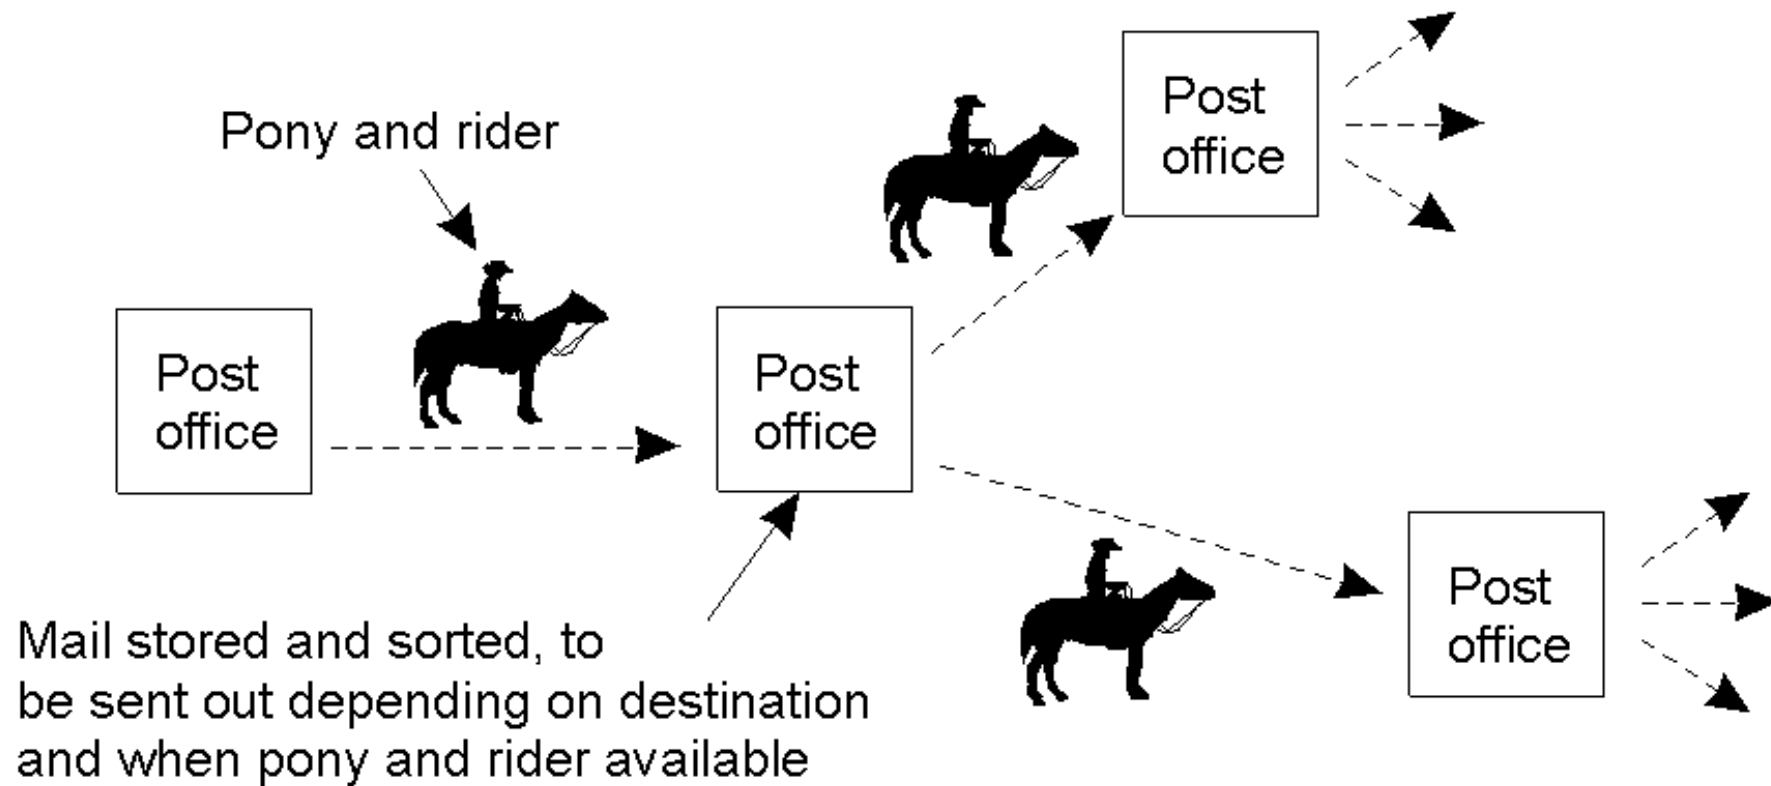 Pony and rider
Post
office
Post
office
Post
office
Post
office
Mail stored and sorted, to
be sent out depending on destination
and when pony and rider available